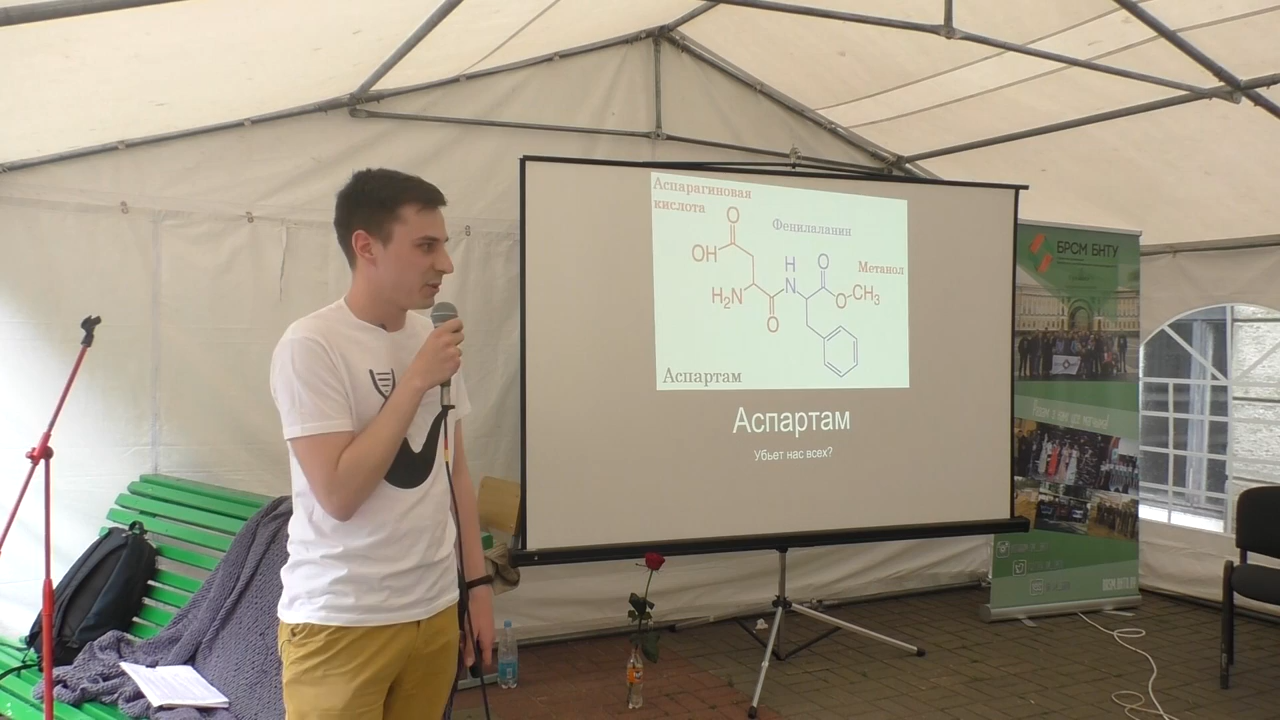 Аспарагиновая
кислота
Фенилаланин
Метанол
O
OH
H
N
O
H₂N
O
O
CH₃
Аспартам
Аспартам
Убьет нас всех?
БРСМ БНТУ